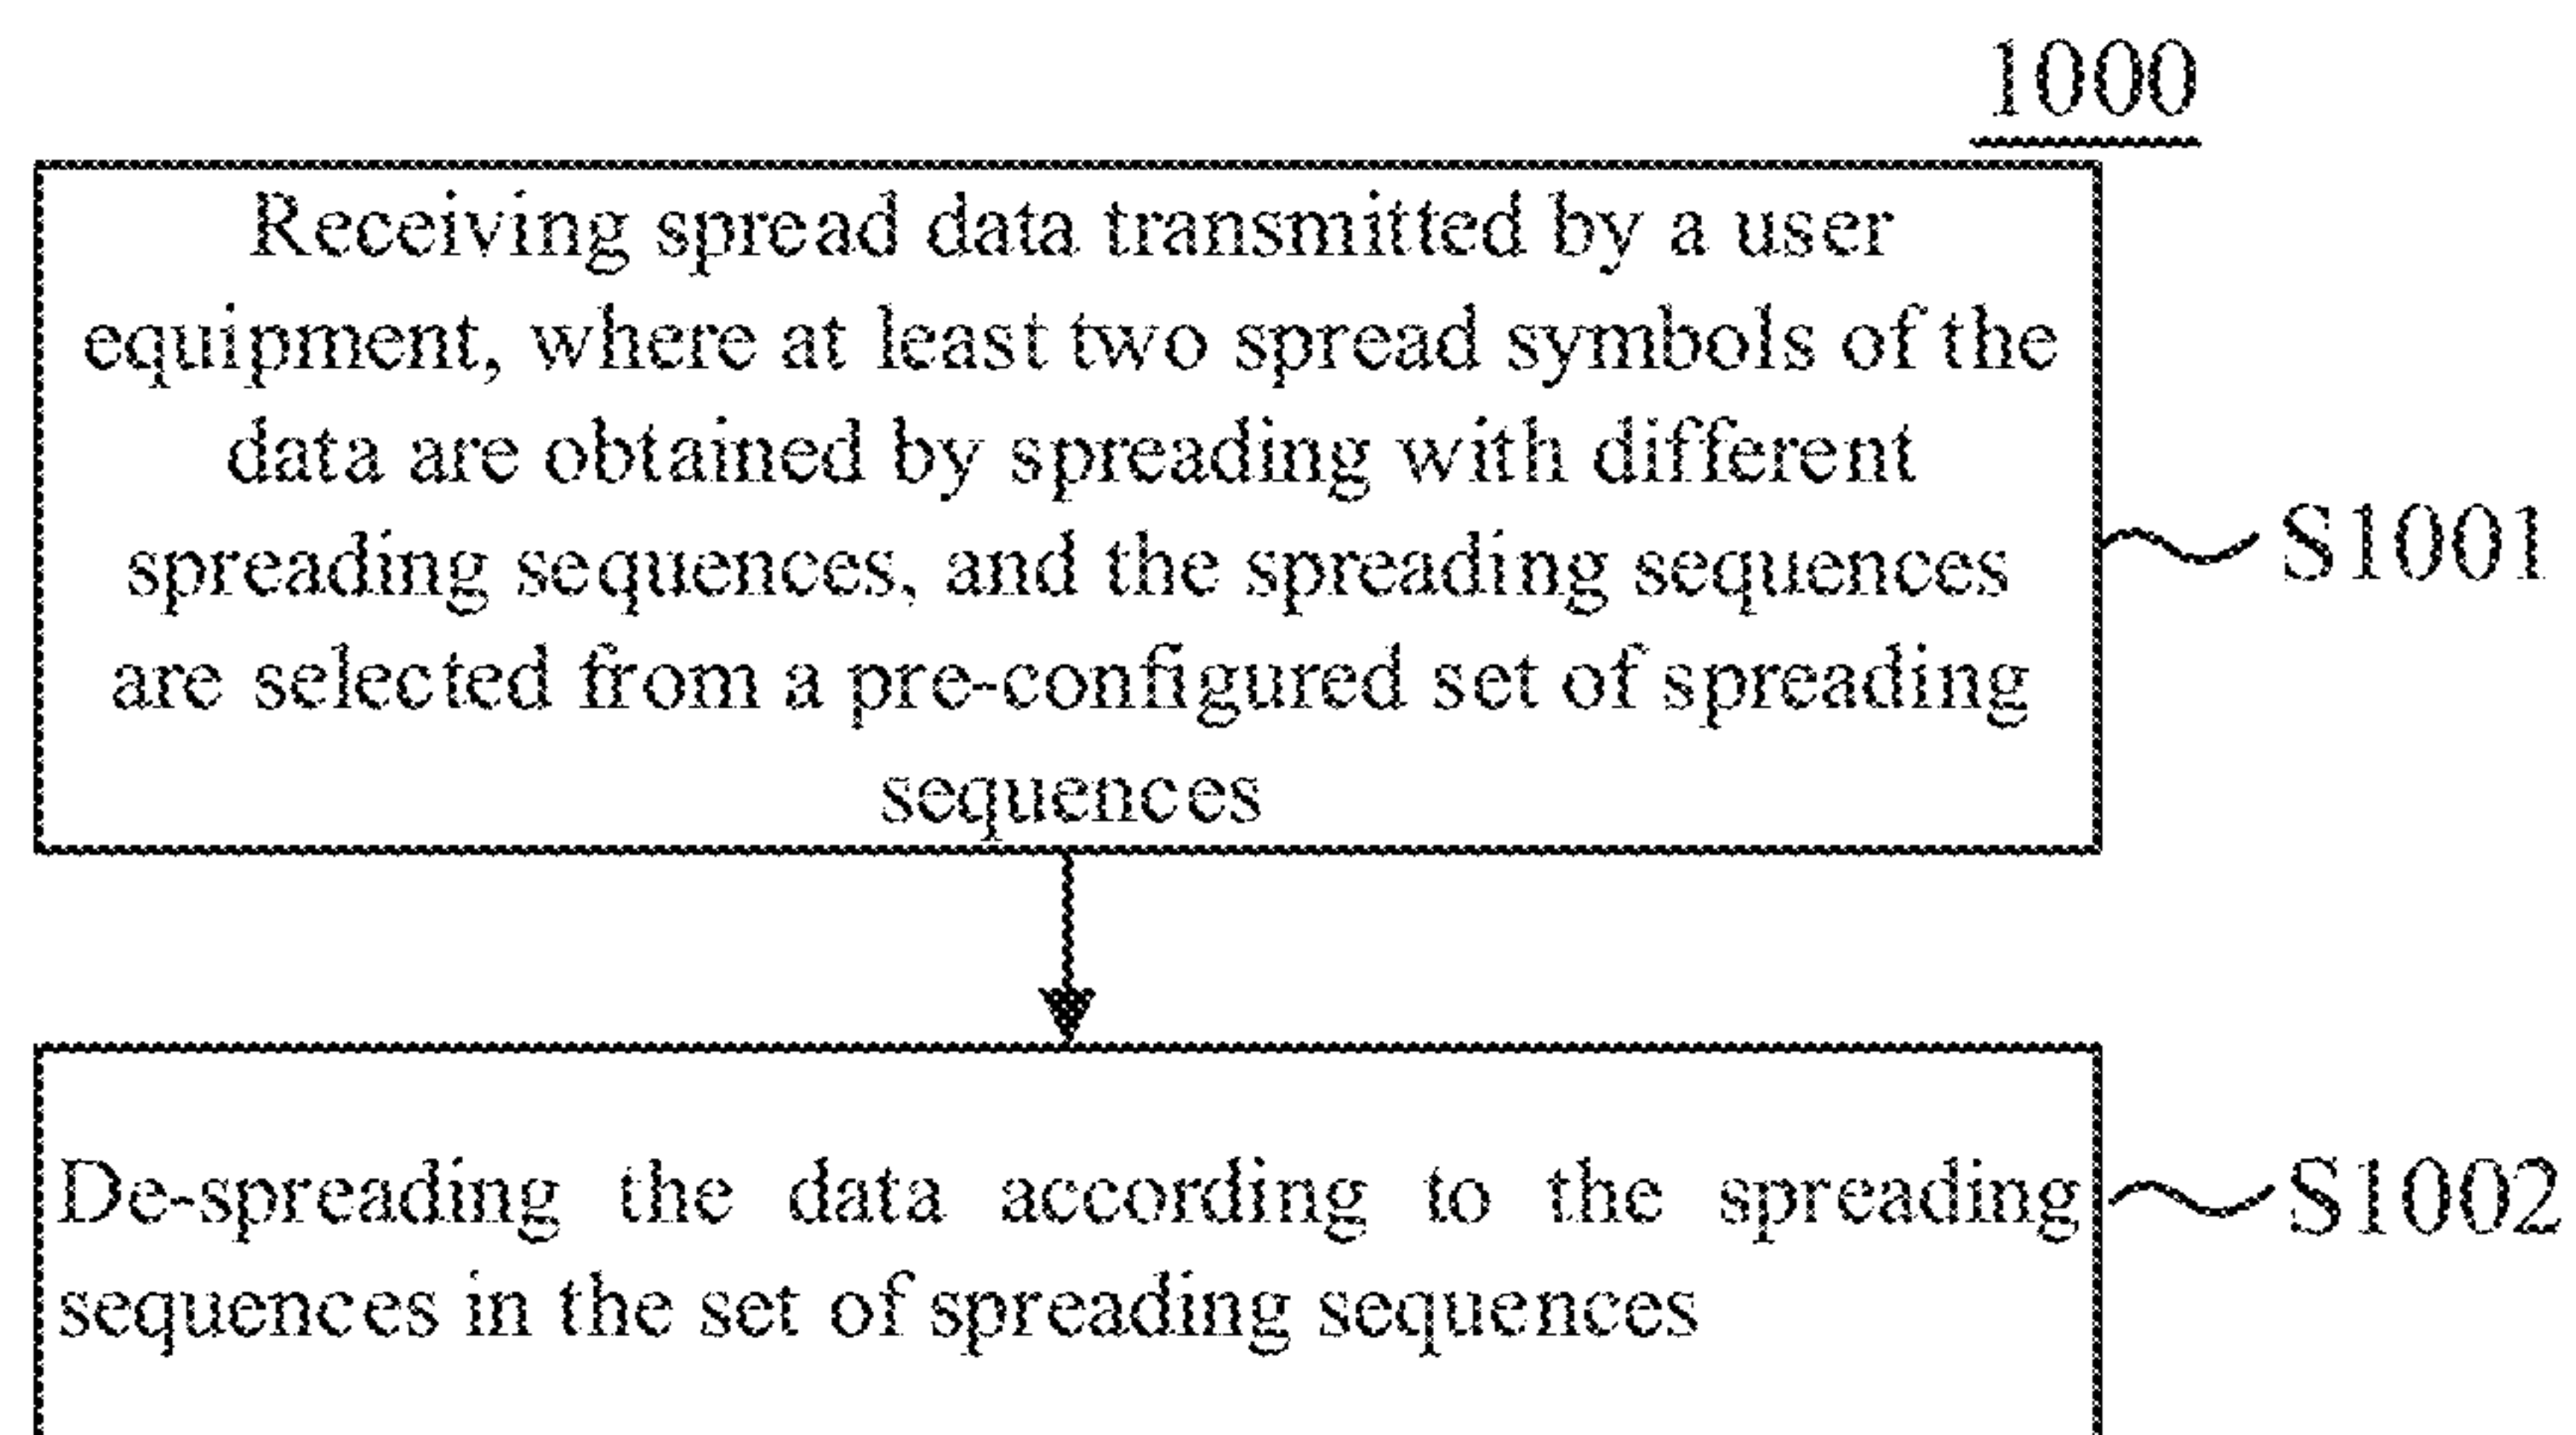 1000
Receiving spread data transmitted by a user
equipment, where at least two spread symbols of the
data are obtained by spreading with different
spreading sequences, and the spreading sequences
are selected from a pre-configured set of spreading
sequences
S1001
De-spreading the data according to the spreading
sequences in the set of spreading sequences
S1002